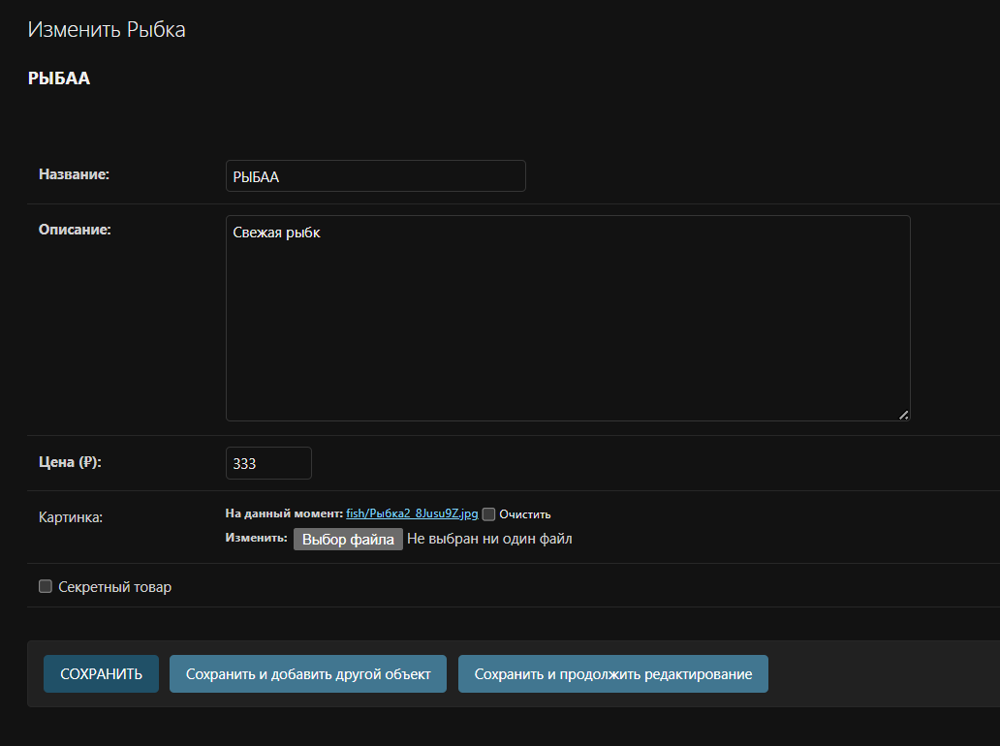 Изменить Рыбка
РЫБАА
Название:
РЫБАА
Описание:
Свежая рыбк
Цена (₽):
333
Картинка:
На данный момент: fish/Рыбка2_8Jusu9Z.jpg Очистить
Изменить: Выбор файла Не выбран ни один файл
Секретный товар
СОХРАНИТЬ Сохранить и добавить другой объект Сохранить и продолжить редактирование